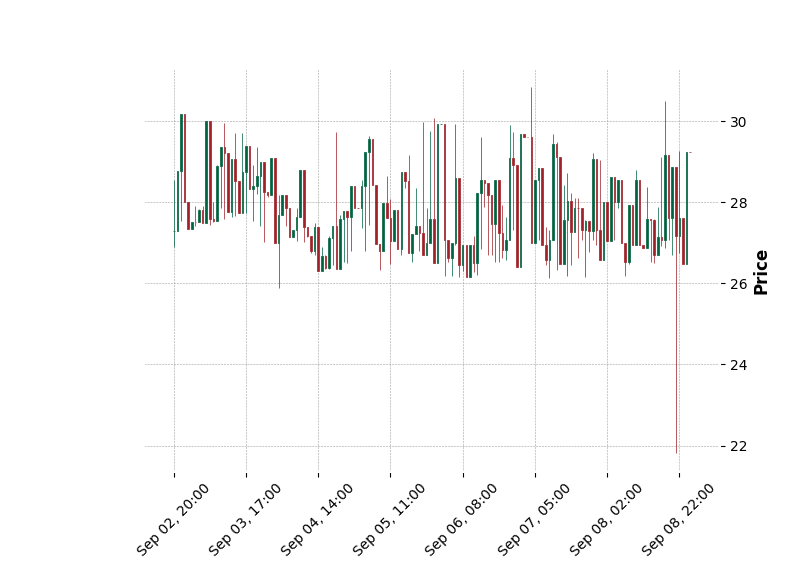 30
28
26
24
22
Price
Sep 02, 20:00
Sep 03, 17:00
Sep 04, 14:00
Sep 05, 11:00
Sep 06, 08:00
Sep 07, 05:00
Sep 08, 02:00
Sep 08, 22:00